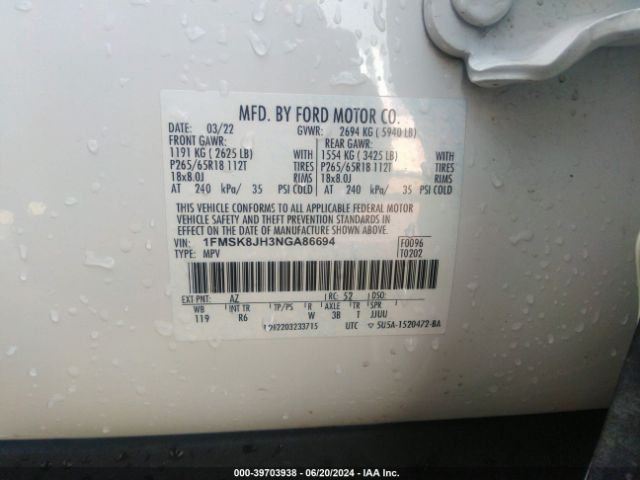 MFD. BY FORD MOTOR CO.
DATE: 03/22 GVWR: 2694 KG ( 5940 LB)
FRONT GAWR: REAR GAWR:
1191 KG ( 2625 LB) WITH 1554 KG ( 3425 LB) WITH
P265/65R18 112T TIRES P265/65R18 112T TIRES
18x8.0J RIMS 18x8.0J RIMS
AT 240 kPa/ 35 PSI COLD AT 240 kPa/ 35 PSI COLD
THIS VEHICLE CONFORMS TO ALL APPLICABLE FEDERAL MOTOR
VEHICLE SAFETY AND THEFT PREVENTION STANDARDS IN
EFFECT ON THE DATE OF MANUFACTURE SHOWN ABOVE.
VIN: 1FMSK8JH3NGA86694 F0096
TYPE: MPV T0202
EXT PNT: AZ RC: 52 DSO:
WB INT TR TP/PS R AXLE TR SPR
119 R6 W 3B T JJUU
UTC 5U5A-1520472-BA
000-39703938 - 06/20/2024 - IAA Inc.